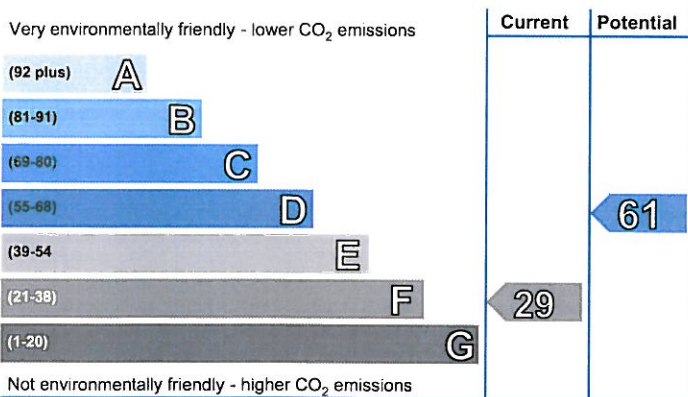 Current Potential
Very environmentally friendly - lower CO2 emissions
(92 plus) A
(81-91) B
(69-80) C
(55-68) D 61
(39-54 E
(21-38) F 29
(1-20) G
Not environmentally friendly - higher CO2 emissions